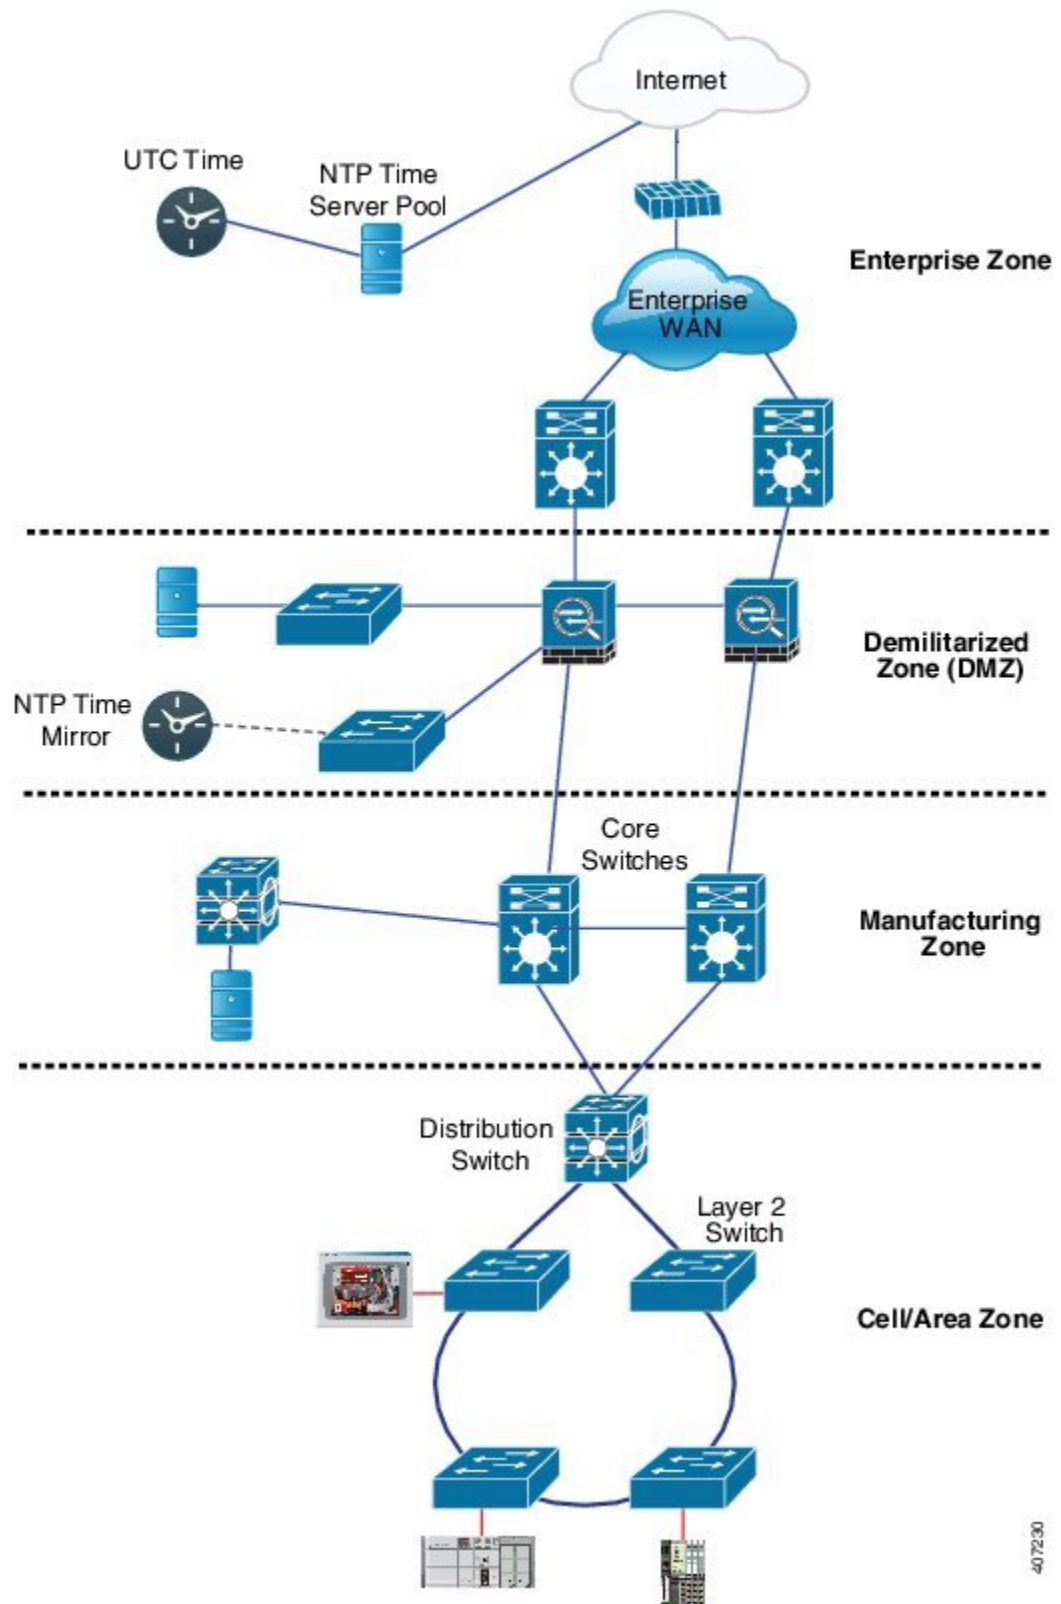 Internet
UTC Time
NTP Time
Server Pool
Enterprise Zone
Enterprise
WAN
Demilitarized
Zone (DMZ)
NTP Time
Mirror
Core
Switches
Manufacturing
Zone
Distribution
Switch
Layer 2
Switch
Cell/Area Zone
407230